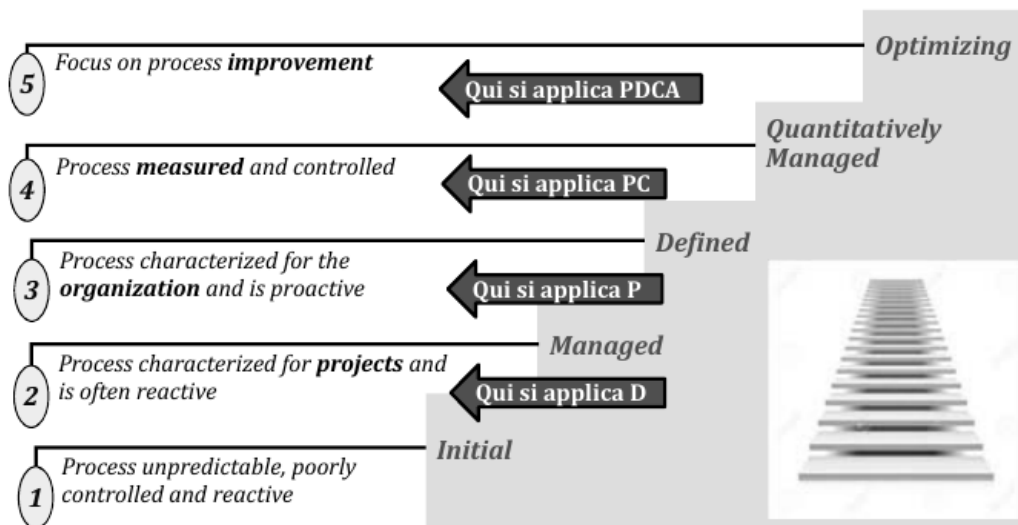 Optimizing
5
Focus on process improvement
Qui si applica PDCA
Quantitatively
Managed
4
Process measured and controlled
Qui si applica PC
Defined
3
Process characterized for the
organization and is proactive
Qui si applica P
Managed
2
Process characterized for projects and
is often reactive
Qui si applica D
Initial
1
Process unpredictable, poorly
controlled and reactive